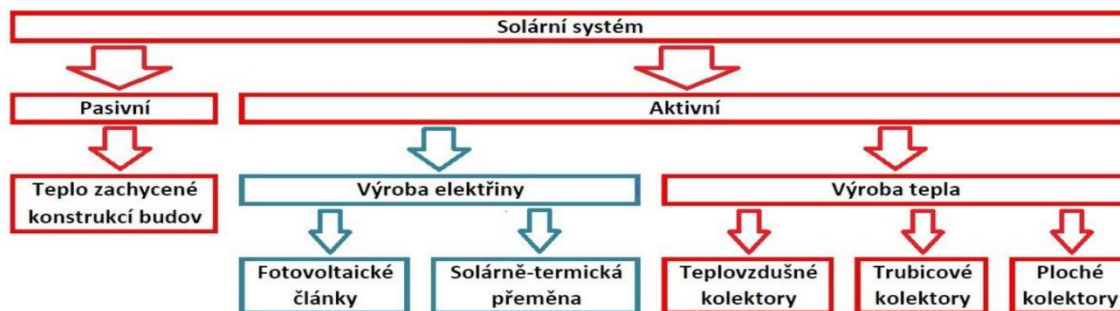 Solární systém
Pasivní
Aktivní
Teplo zachycené
konstrukcí budov
Výroba elektřiny
Výroba tepla
Fotovoltaické
články
Solárně-termická
přeměna
Teplovzdušné
kolektory
Trubicové
kolektory
Ploché
kolektory